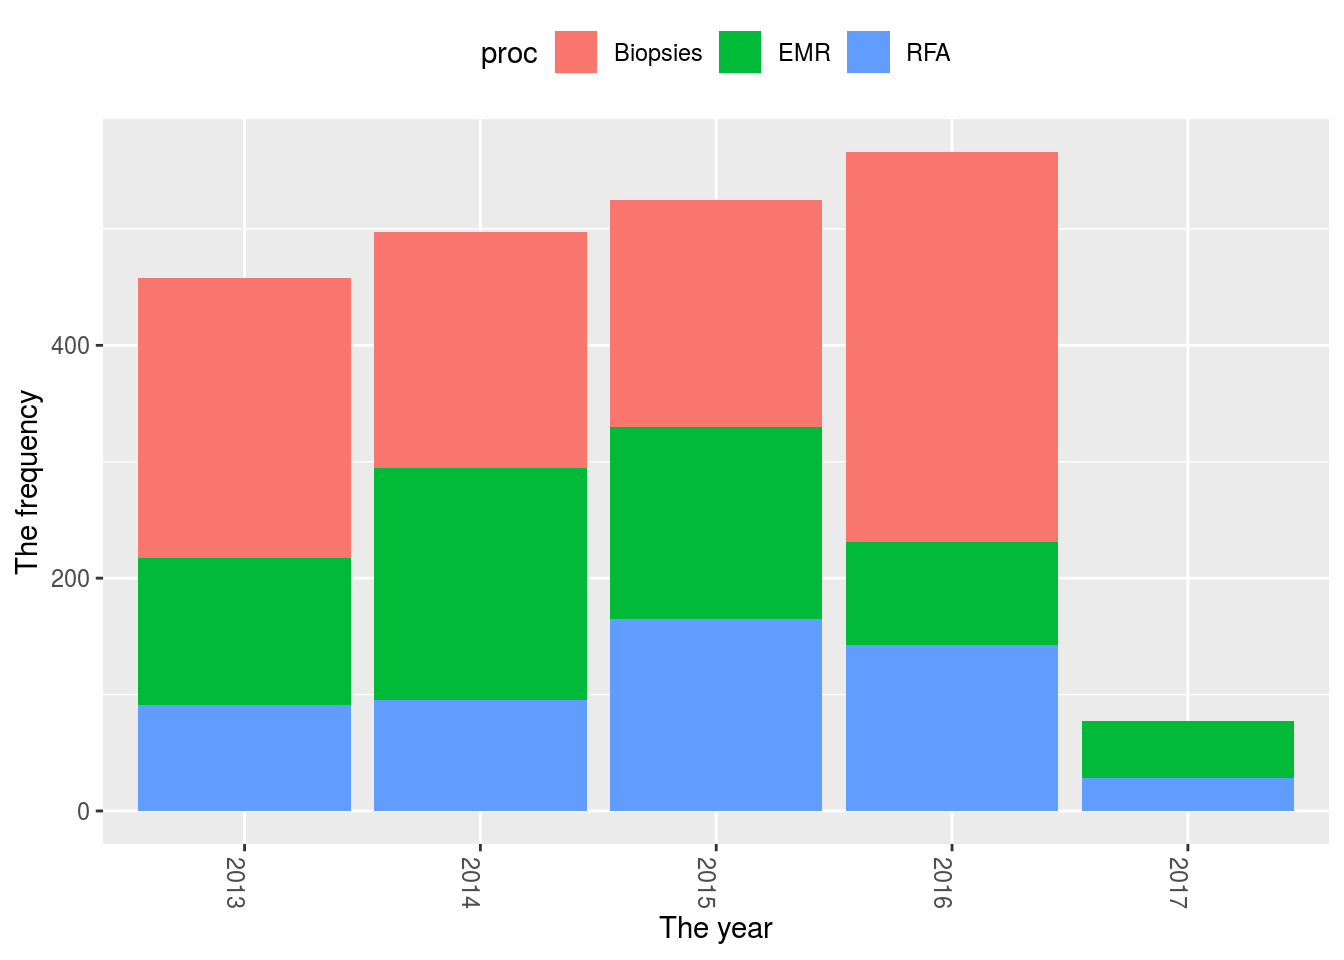 proc Biopsies EMR RFA
The frequency
400
200
0
2013 2014 2015 2016 2017
The year